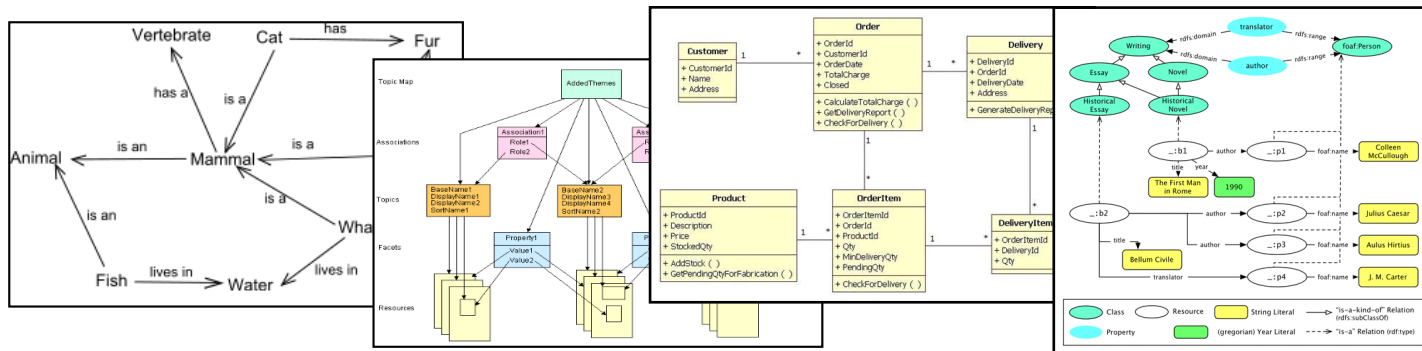 Vertebrate
Cat
has
Fur
has a
is a
Animal
is an
Mammal
is a
is an
is a
Fish
lives in
Water
lives in
Topic Map
AddedThemes
Associations
Association1
Role1
Role2
Topics
BaseName1
DisplayName1
DisplayName2
SortName1
BaseName2
DisplayName3
DisplayName4
SortName2
Facets
Property1
Value1
Value2
Resources
Customer
+ CustomerId
+ Name
+ Address
1
*
Order
+ OrderId
+ CustomerId
+ OrderDate
+ TotalCharge
+ Closed
+ CalculateTotalCharge ( )
+ GetDeliveryReport ( )
+ CheckForDelivery ( )
1
*
Delivery
+ DeliveryId
+ OrderId
+ DeliveryDate
+ Address
1
*
1
*
Product
+ ProductId
+ Description
+ Price
+ StockedQty
+ AddStock ( )
+ GetPendingQtyForFabrication ( )
1
*
OrderItem
+ OrderItemId
+ OrderId
+ ProductId
+ Qty
+ MinDeliveryQty
+ PendingQty
+ CheckForDelivery ( )
1
*
DeliveryItem
+ OrderItemId
+ DeliveryId
+ Qty
translator
rdfs:domain
rdfs:range
Writing
foaf:Person
rdfs:domain
rdfs:range
author
Essay
Novel
Historical
Essay
Historical
Novel
_:b1
author
_:p1
foaf:name
Colleen
McCullough
title
year
The First Man
in Rome
1990
_:b2
author
_:p2
foaf:name
Julius Caesar
title
author
_:p3
foaf:name
Aulus Hirtius
Bellum Civile
translator
_:p4
foaf:name
J. M. Carter
Class
Resource
String Literal
"is-a-kind-of" Relation
(rdfs:subClassOf)
Property
(gregorian) Year Literal
"is-a" Relation (rdf:type)